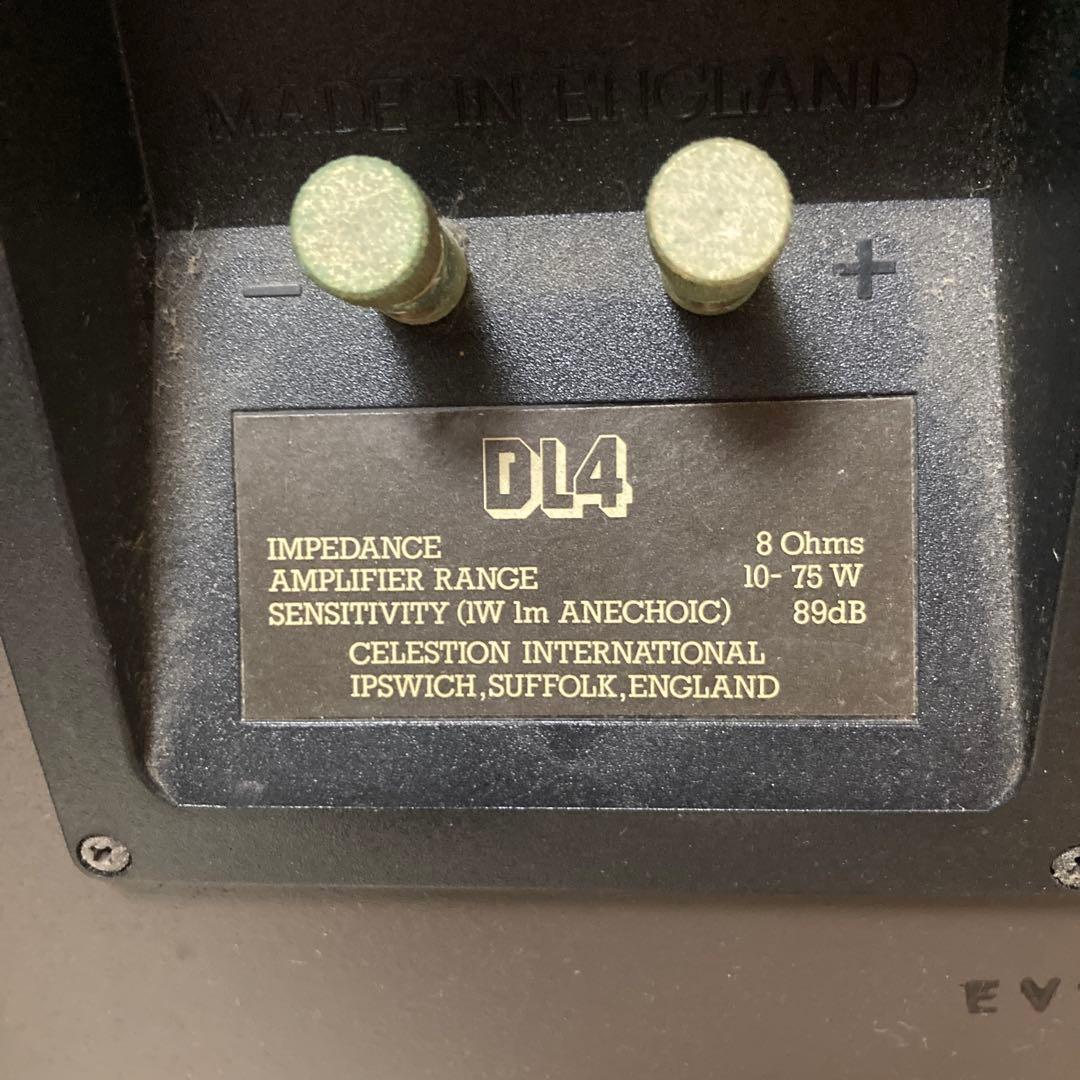 MADE IN ENGLAND
− +
DL4
IMPEDANCE 8 Ohms
AMPLIFIER RANGE 10- 75 W
SENSITIVITY (1W 1m ANECHOIC) 89dB
CELESTION INTERNATIONAL
IPSWICH, SUFFOLK, ENGLAND